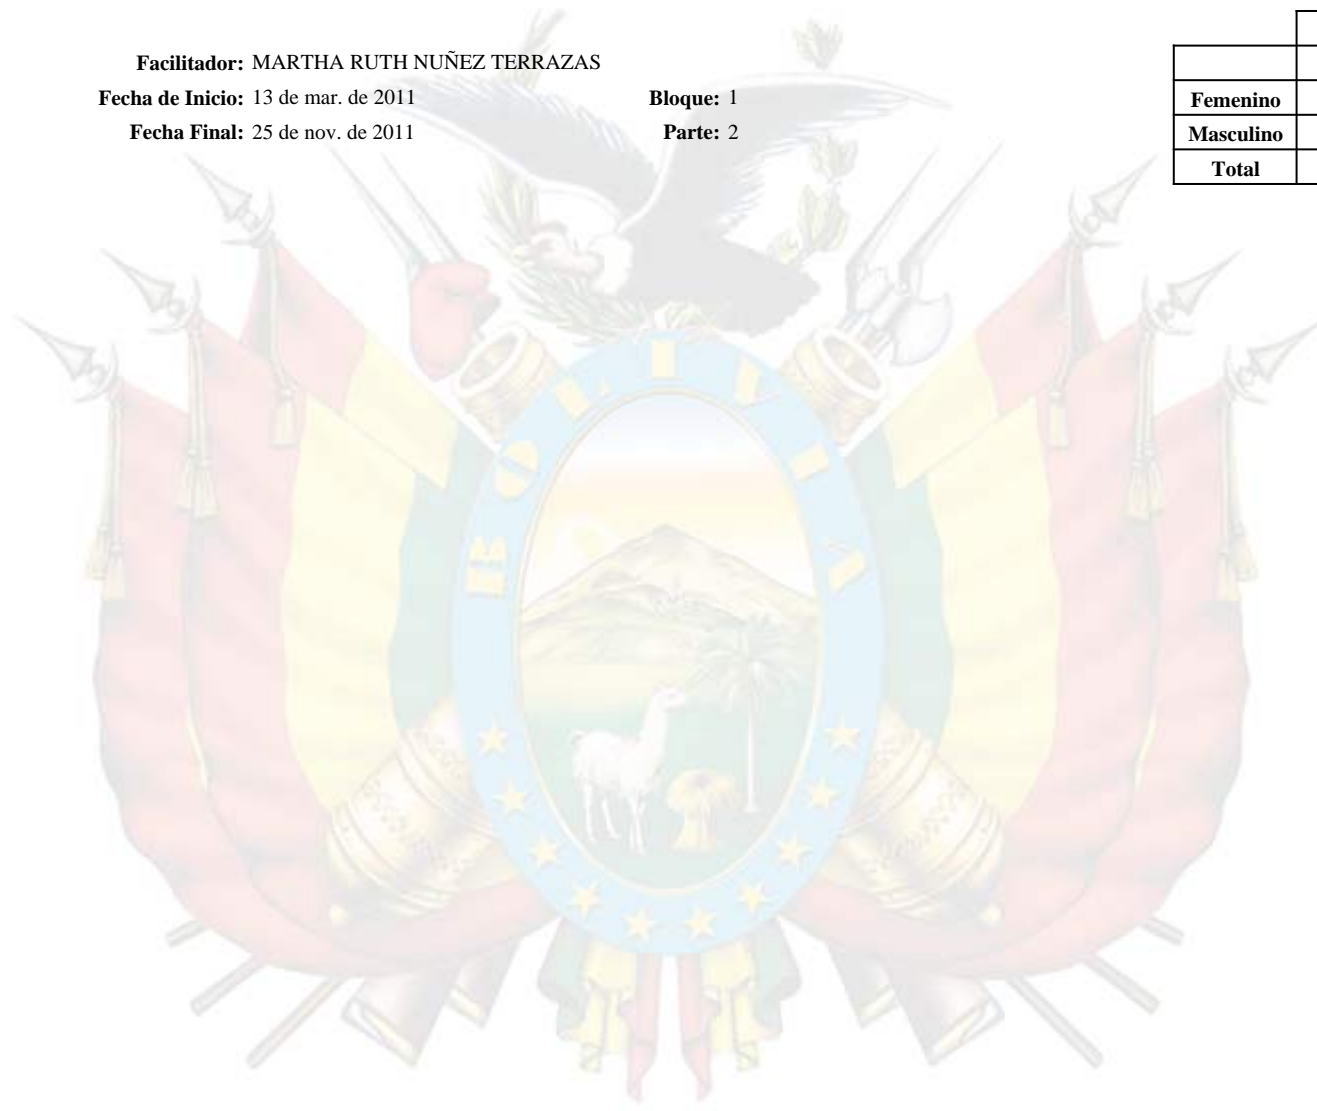 Facilitador: MARTHA RUTH NUÑEZ TERRAZAS
Fecha de Inicio: 13 de mar. de 2011 Bloque: 1
Fecha Final: 25 de nov. de 2011 Parte: 2
Femenino
Masculino
Total
BOLIVIA